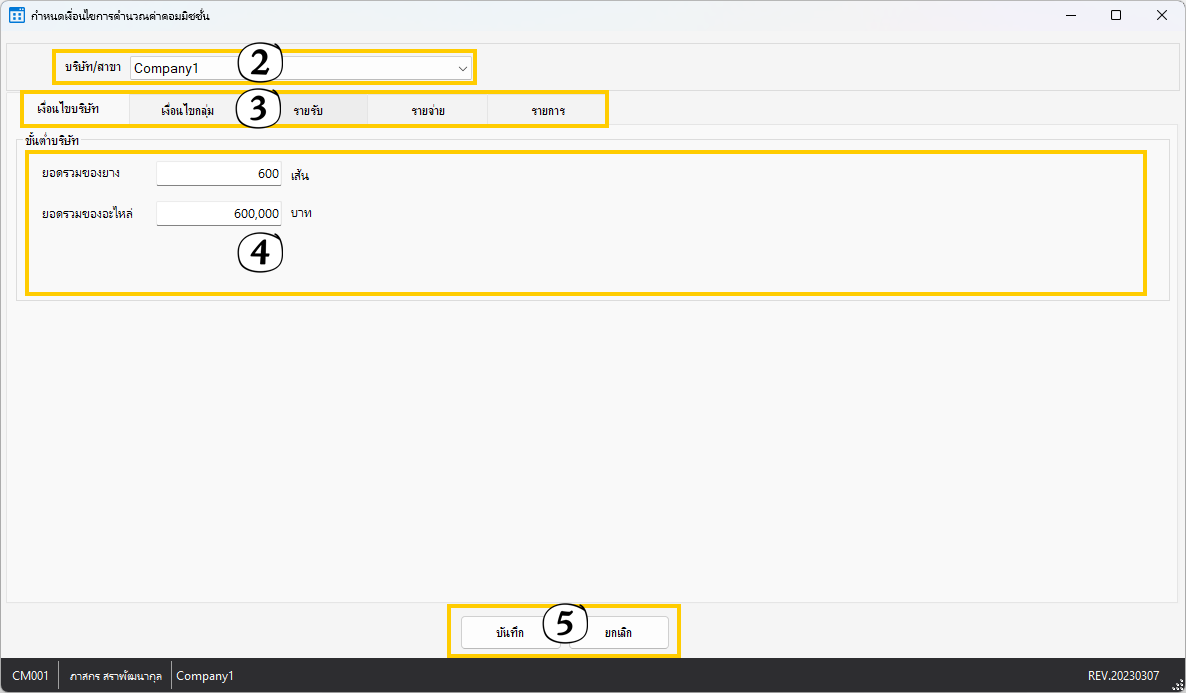 กำหนดเงื่อนไขการคำนวณค่าคอมมิชชั่น
บริษัท/สาขา Company1 2
เงื่อนไขบริษัท เงื่อนไขกลุ่ม 3 รายรับ รายจ่าย รายการ
ขั้นต่ำบริษัท
ยอดรวมของยาง 600 เส้น
ยอดรวมของอะไหล่ 600,000 บาท
4
บันทึก 5 ยกเลิก
CM001 ภาสกร สราพัฒนากุล Company1 REV.20230307